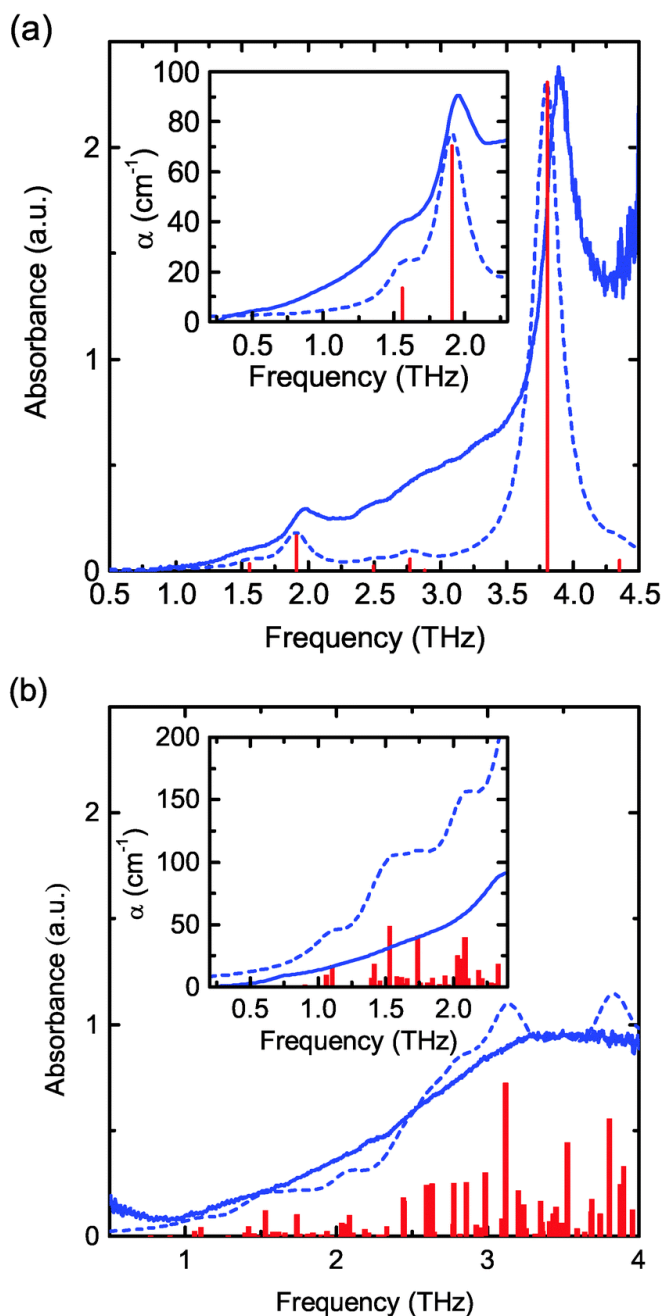 (a)
Absorbance (a.u.)
2
1
0
0.5 1.0 1.5 2.0 2.5 3.0 3.5 4.0 4.5
Frequency (THz)
α (cm⁻¹)
100
80
60
40
20
0
0.5 1.0 1.5 2.0
Frequency (THz)
(b)
Absorbance (a.u.)
2
1
0
1 2 3 4
Frequency (THz)
α (cm⁻¹)
200
150
100
50
0
0.5 1.0 1.5 2.0
Frequency (THz)